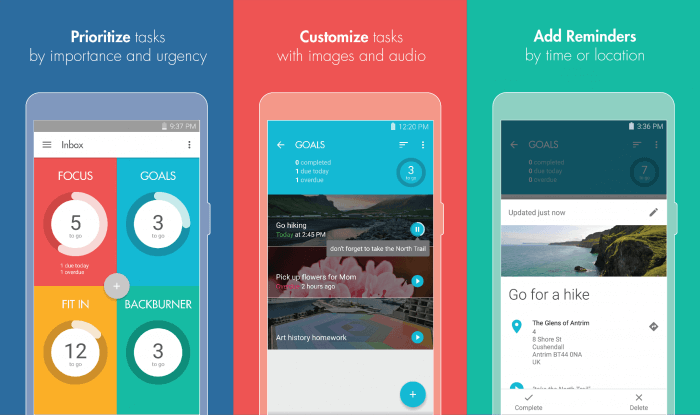 Prioritize tasks
by importance and urgency
9:37 PM
Inbox
FOCUS
GOALS
5
to go
3
to go
1 due today
1 overdue
+
FIT IN
BACKBURNER
12
to go
3
to go
Customize tasks
with images and audio
12:20 PM
GOALS
0 completed
1 due today
1 overdue
3
to go
Go hiking
Today at 2:45 PM
don't forget to take the North Trail
Pick up flowers for Mom
2 hours ago
Art history homework
+
Add Reminders
by time or location
3:36 PM
GOALS
0 completed
0 due today
0 overdue
7
to go
Updated just now
Go for a hike
The Glens of Antrim
4
8 Shore St
Cushendall
Antrim BT44 0NA
UK
the North Trail
Complete
Delete